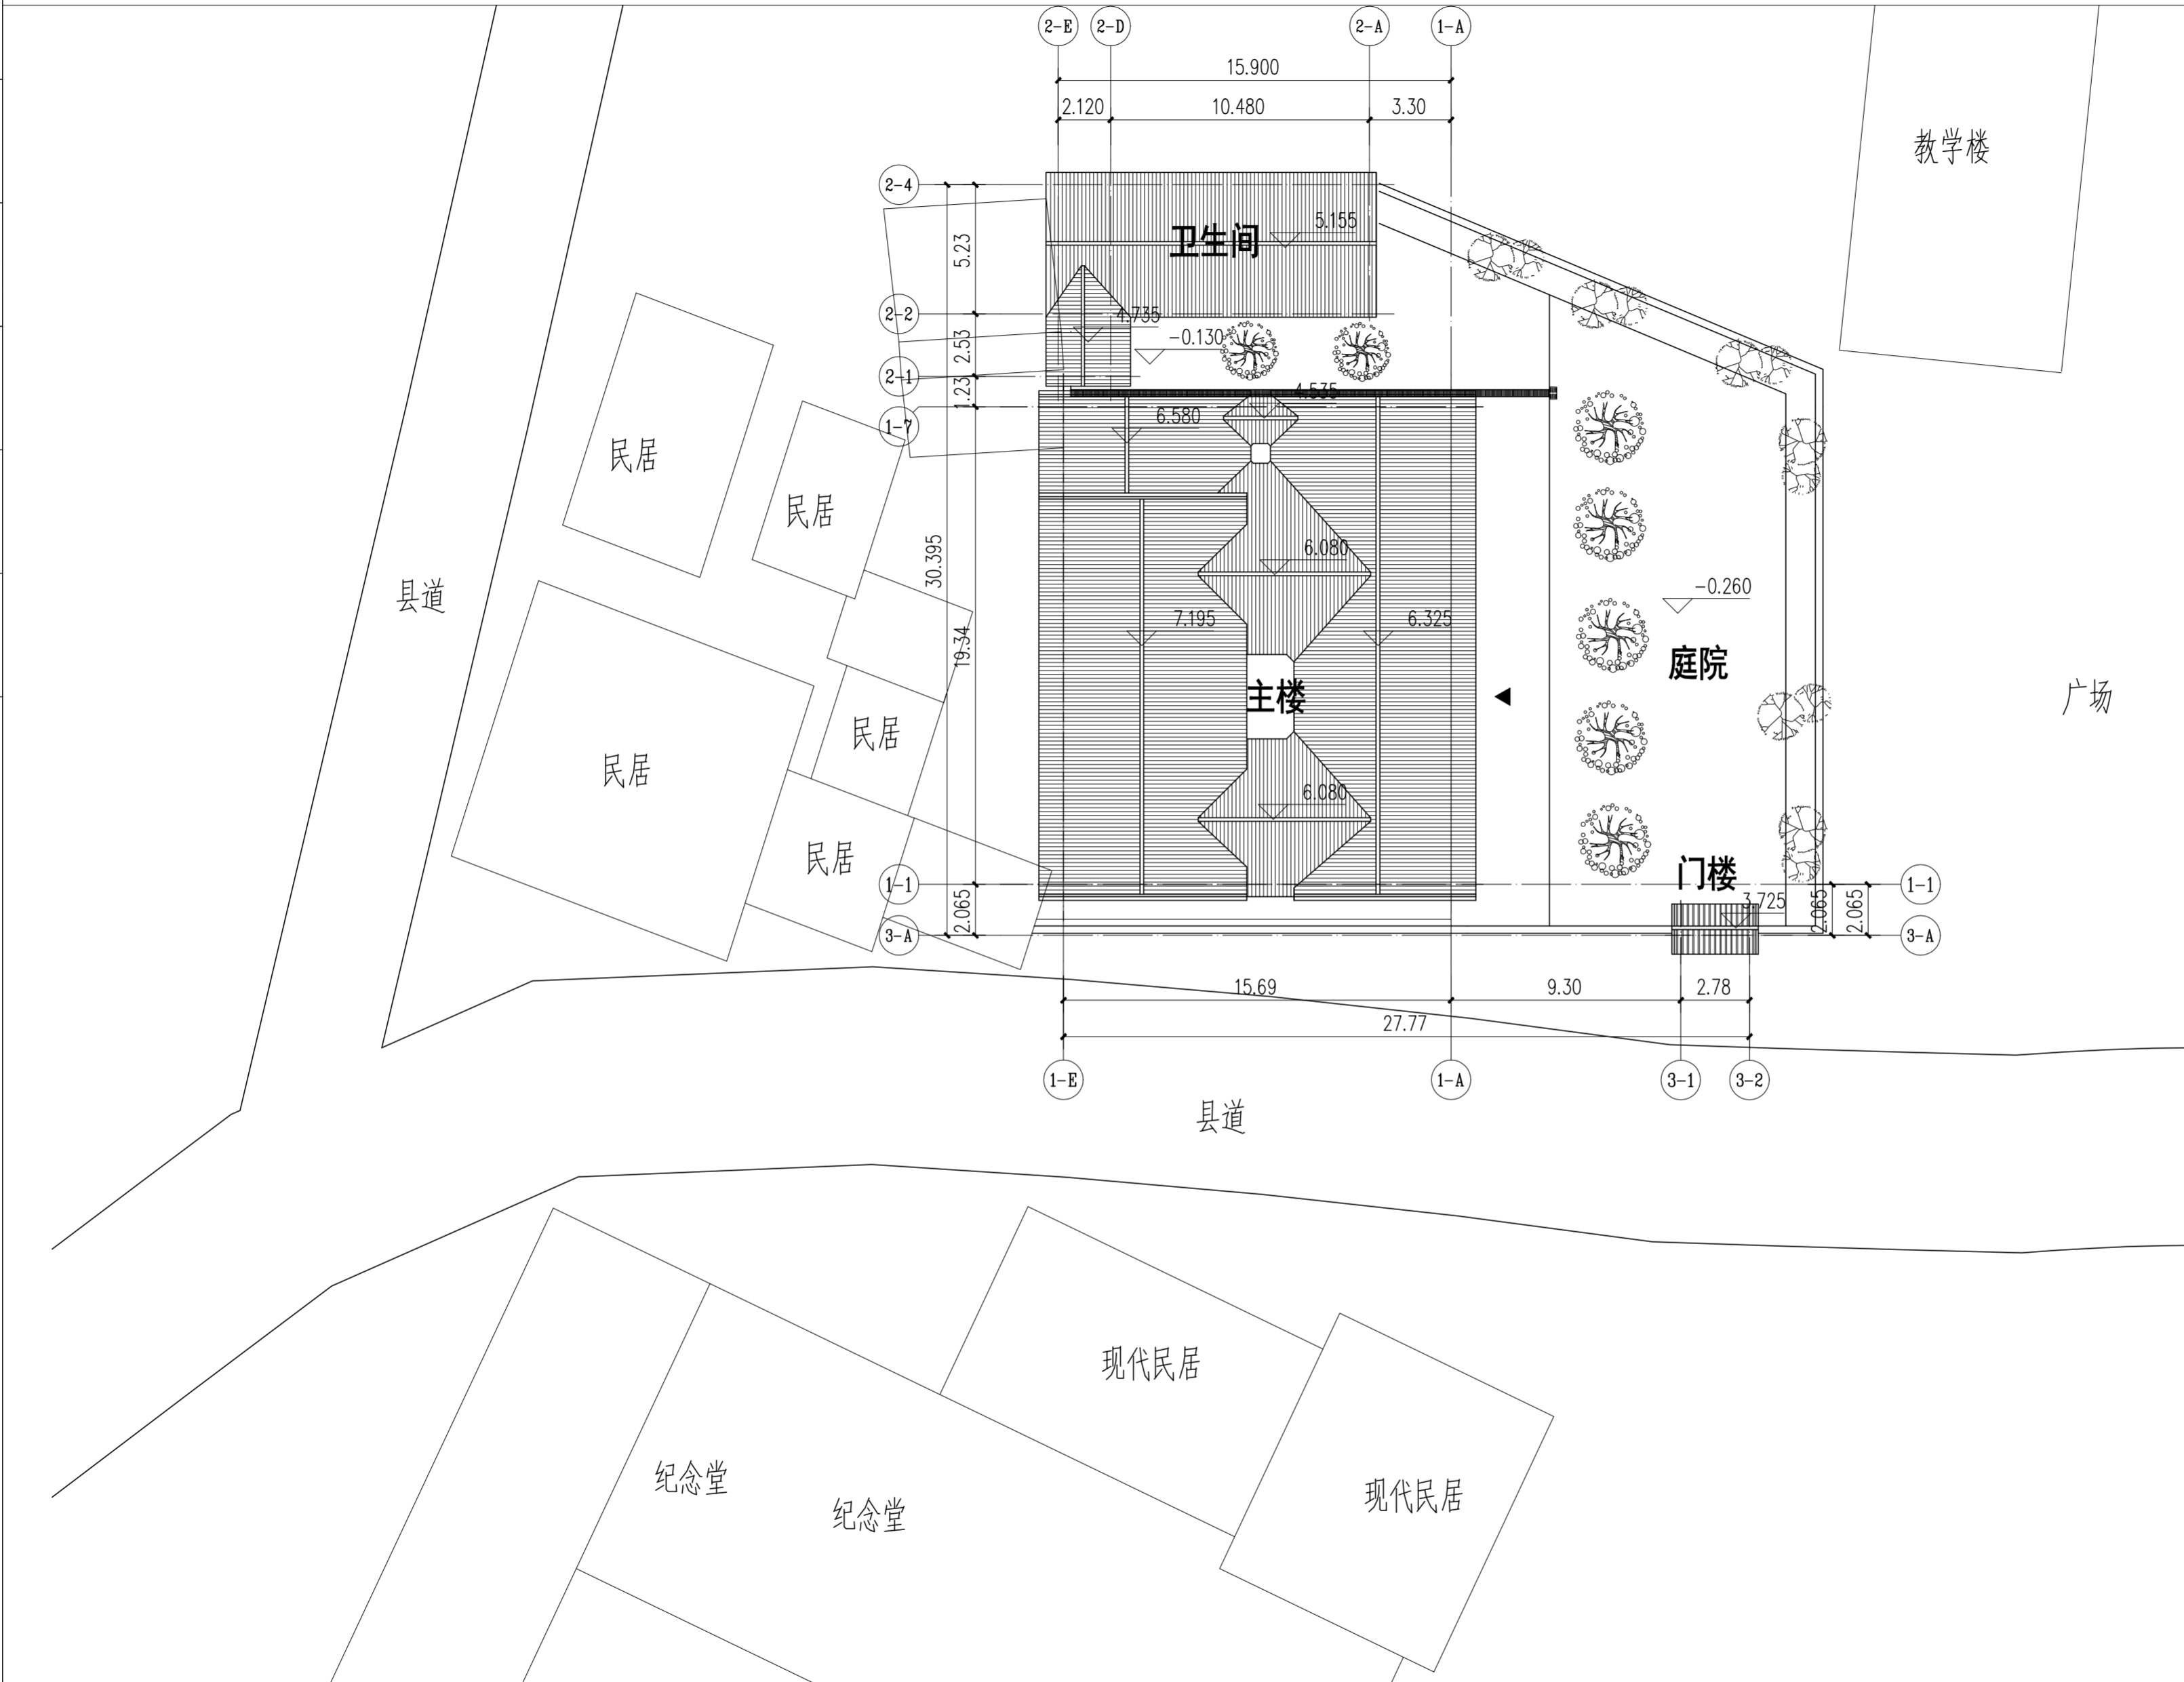 2-E 2-D 2-A 1-A
15.900
2.120 10.480 3.30
教学楼
2-4
5.155
卫生间
5.23
2-2
4.735
-0.130
2.53
2-1
1.23
4.535
6.580
1-7
民居
民居
30.395
6.080
-0.260
县道
7.195
6.325
19.34
庭院
主楼
广场
民居
民居
6.080
民居
门楼
1-1
1-1
2.065
3.725
2.065
2.065
3-A
3-A
15.69 9.30 2.78
27.77
1-E 1-A 3-1 3-2
县道
现代民居
纪念堂
现代民居
纪念堂